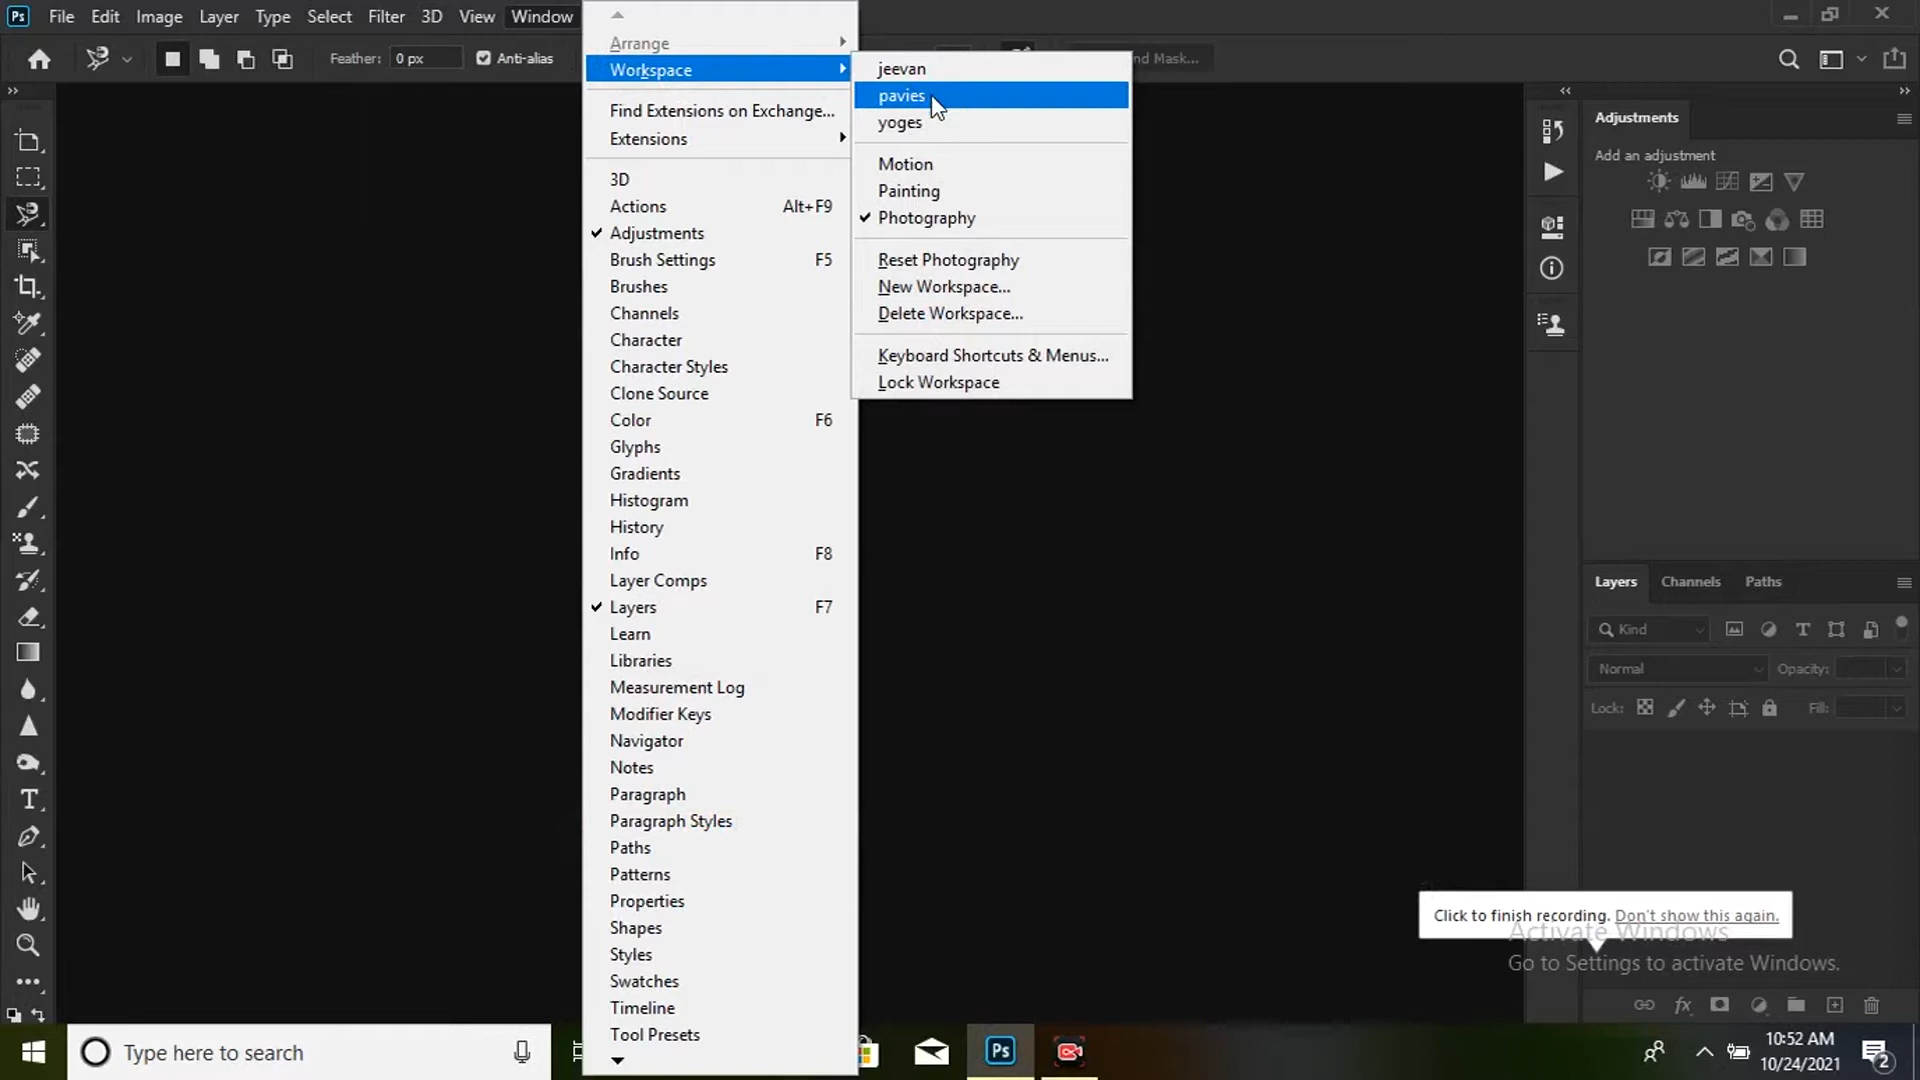 Ps File Edit Image Layer Type Select Filter 3D View Window
Feather: 0 px Anti-alias
nd Mask...
Arrange
Workspace
Find Extensions on Exchange...
Extensions
3D
Actions Alt+F9
Adjustments
Brush Settings F5
Brushes
Channels
Character
Character Styles
Clone Source
Color F6
Glyphs
Gradients
Histogram
History
Info F8
Layer Comps
Layers F7
Learn
Libraries
Measurement Log
Modifier Keys
Navigator
Notes
Paragraph
Paragraph Styles
Paths
Patterns
Properties
Shapes
Styles
Swatches
Timeline
Tool Presets
jeevan
pavies
yoges
Motion
Painting
Photography
Reset Photography
New Workspace...
Delete Workspace...
Keyboard Shortcuts & Menus...
Lock Workspace
Adjustments
Add an adjustment
Layers Channels Paths
Kind
Normal Opacity:
Lock: Fill:
Click to finish recording. Don't show this again.
Activate Windows
Go to Settings to activate Windows.
Type here to search
Ps
10:52 AM
10/24/2021
2